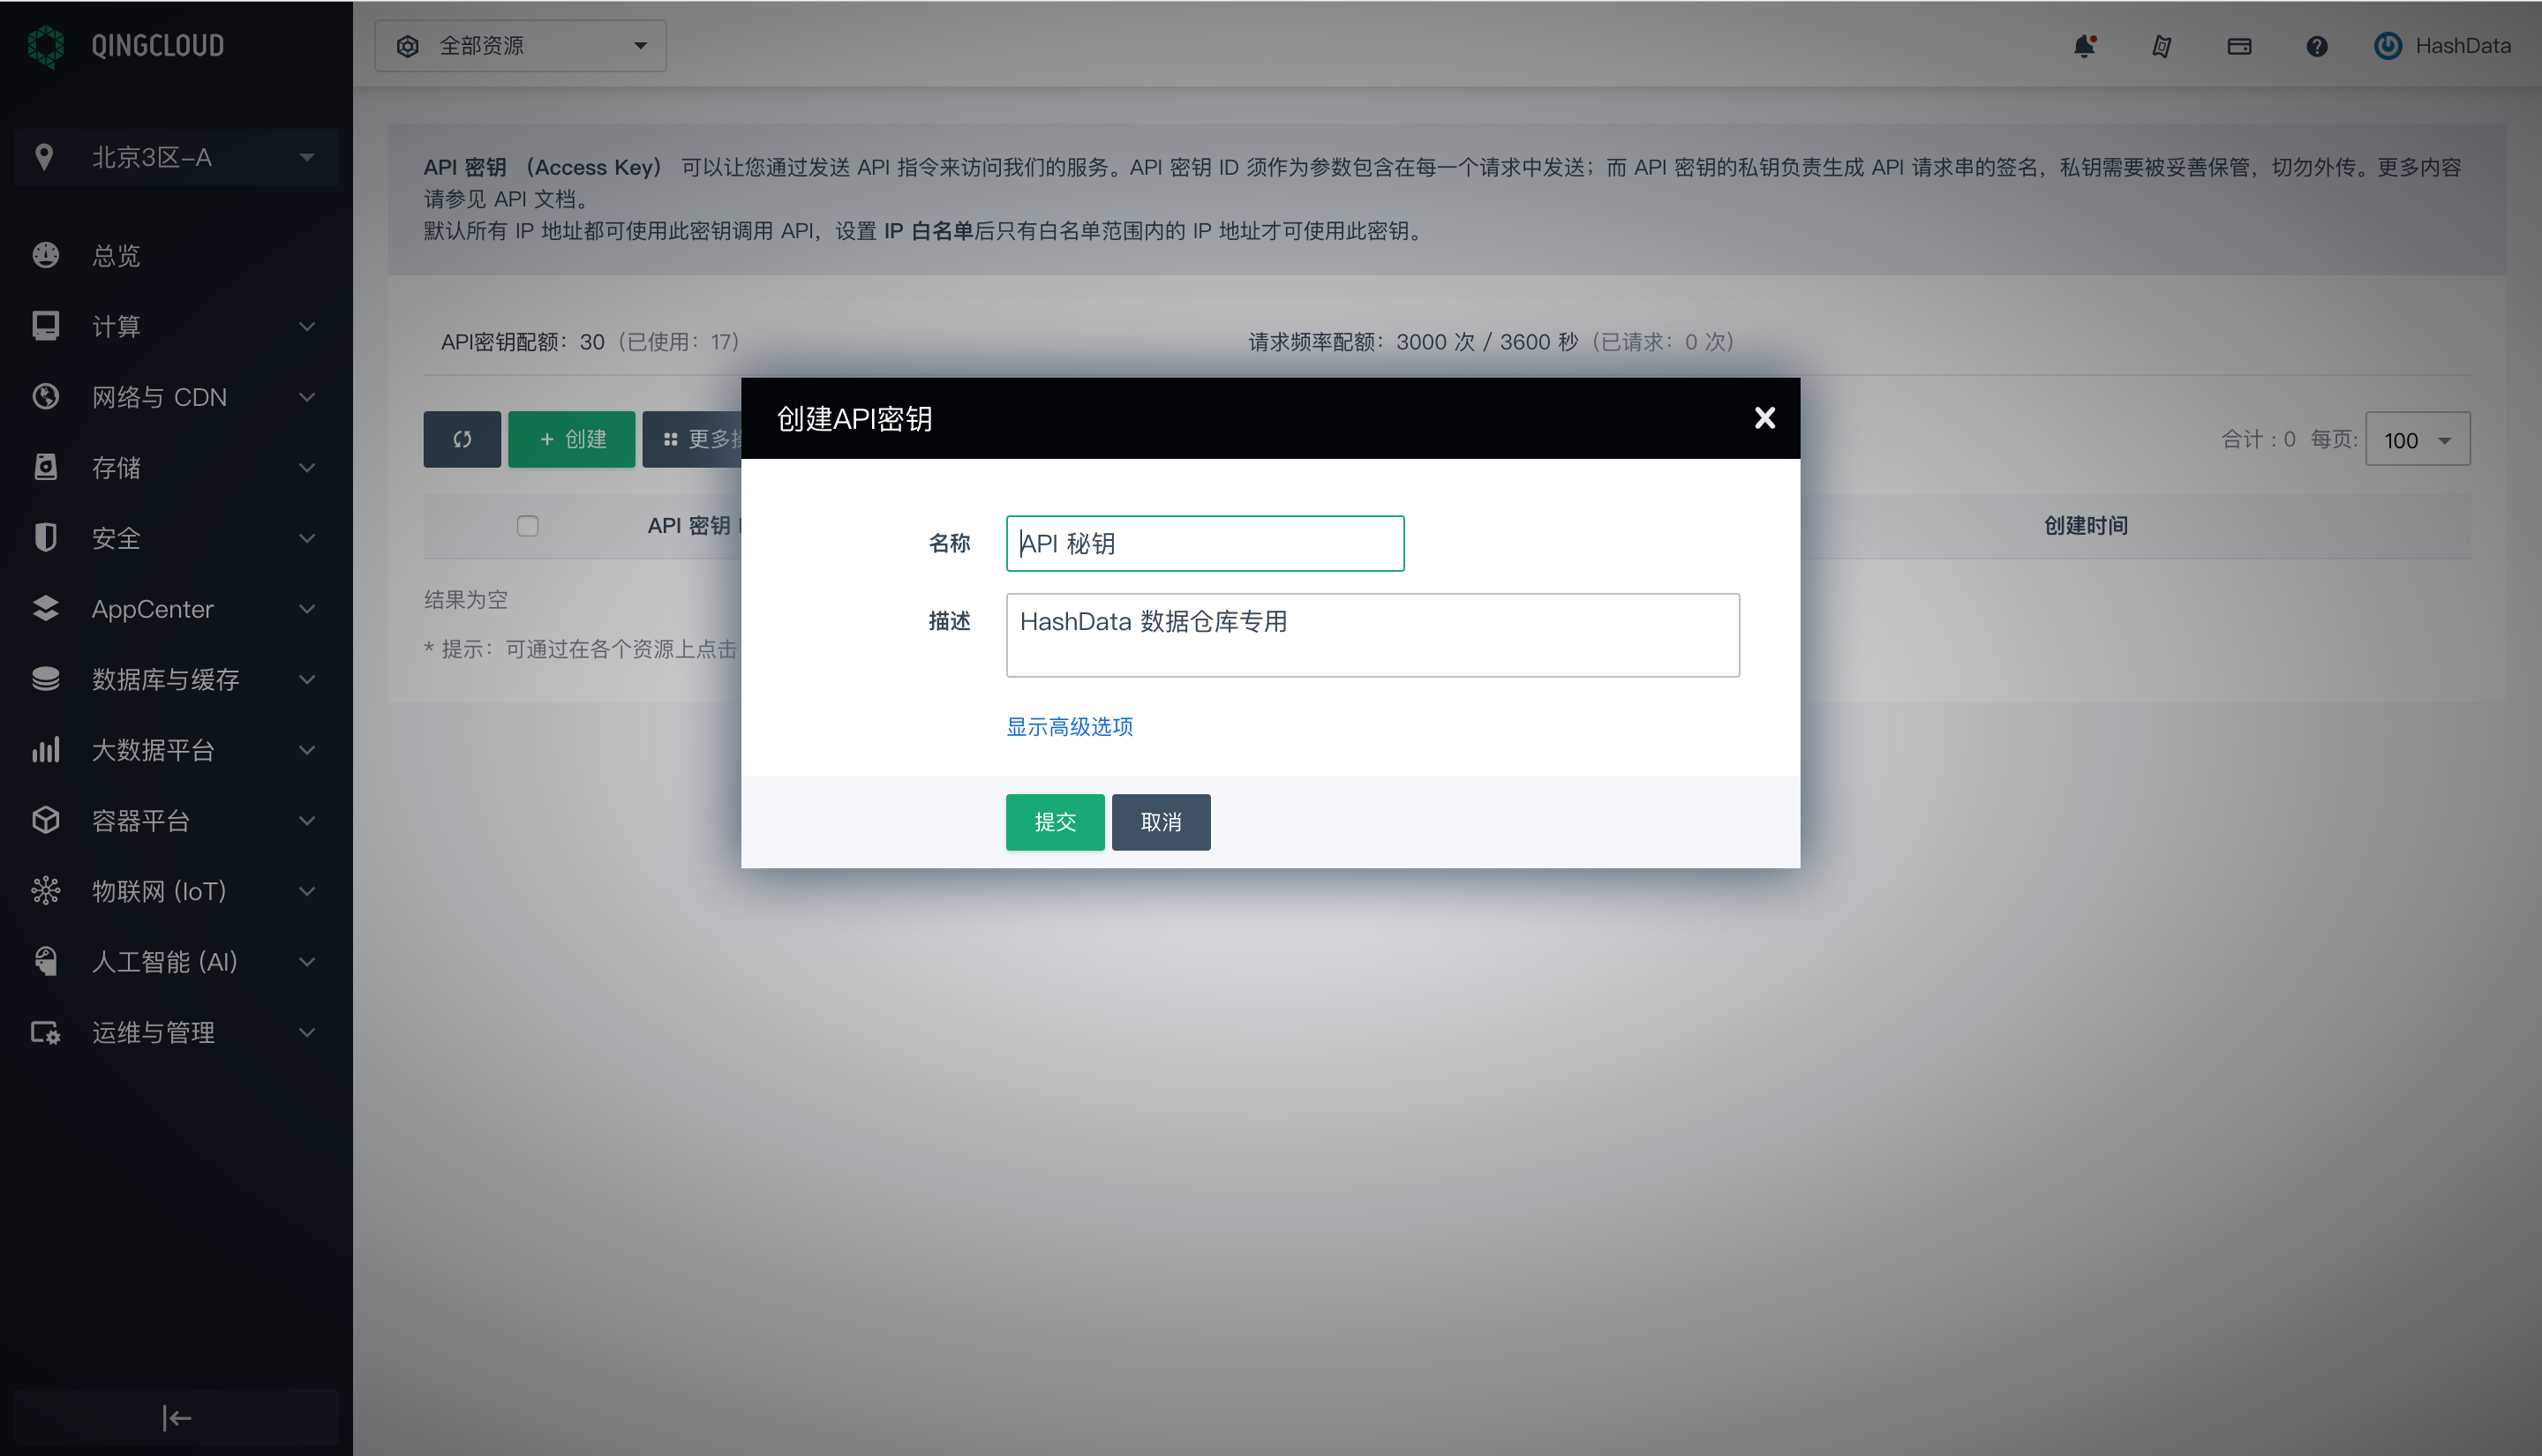 QINGCLOUD
全部资源
HashData
北京3区-A
总览
计算
网络与 CDN
存储
安全
AppCenter
数据库与缓存
大数据平台
容器平台
物联网 (IoT)
人工智能 (AI)
运维与管理
API 密钥 （Access Key） 可以让您通过发送 API 指令来访问我们的服务。API 密钥 ID 须作为参数包含在每一个请求中发送；而 API 密钥的私钥负责生成 API 请求串的签名，私钥需要被妥善保管，切勿外传。更多内容
请参见 API 文档。
默认所有 IP 地址都可使用此密钥调用 API，设置 IP 白名单后只有白名单范围内的 IP 地址才可使用此密钥。
API密钥配额：30（已使用：17）
请求频率配额：3000 次 / 3600 秒（已请求：0 次）
+ 创建
更多
合计 : 0 每页: 100
API 密钥
创建时间
结果为空
* 提示：可通过在各个资源上点击
创建API密钥
名称
API 秘钥
描述
HashData 数据仓库专用
显示高级选项
提交
取消